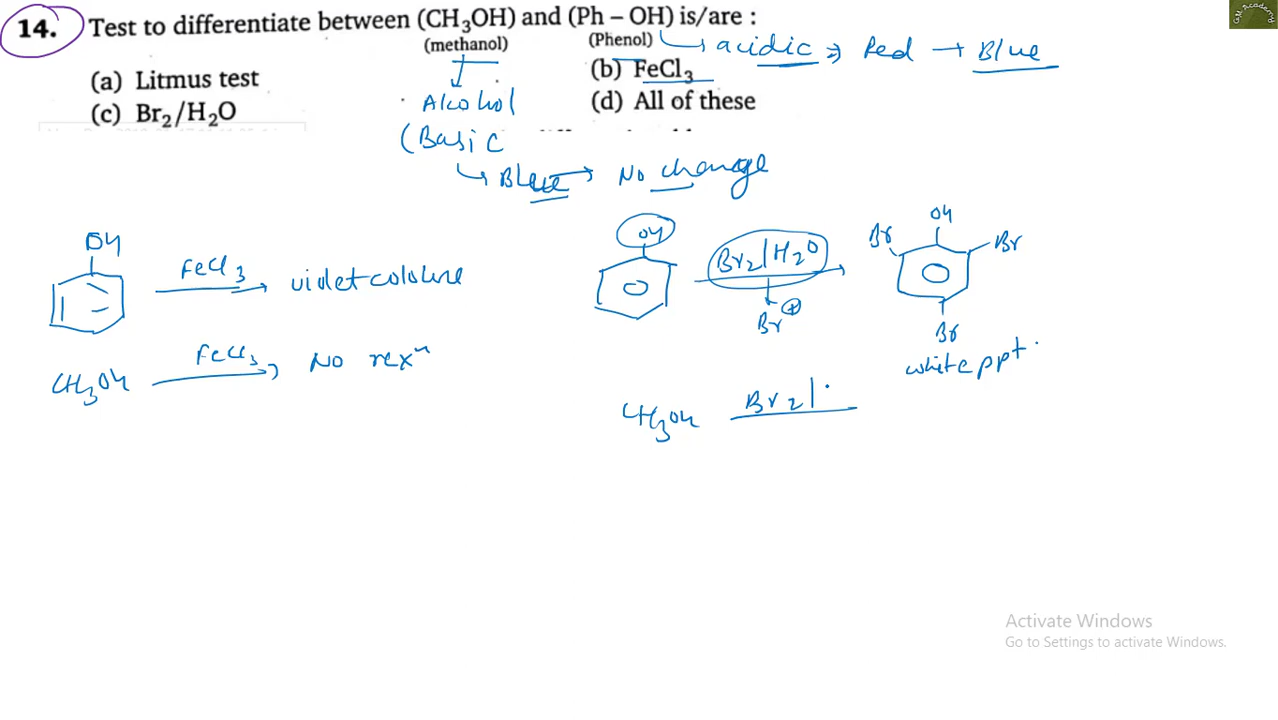 14. Test to differentiate between (CH3OH) and (Ph – OH) is/are :
(methanol) (Phenol) acidic ⇒ Red → Blue
(a) Litmus test (b) FeCl3
(c) Br2/H2O (d) All of these
Alcohol
(Basic
Blue → No change
OH FeCl3 → violet
OH Br2/H2O → OH Br Br Br
Br⊕
white ppt.
CH3OH FeCl3 → No rexn
CH3OH Br2|
Activate Windows
Go to Settings to activate Windows.
G.M. Academy